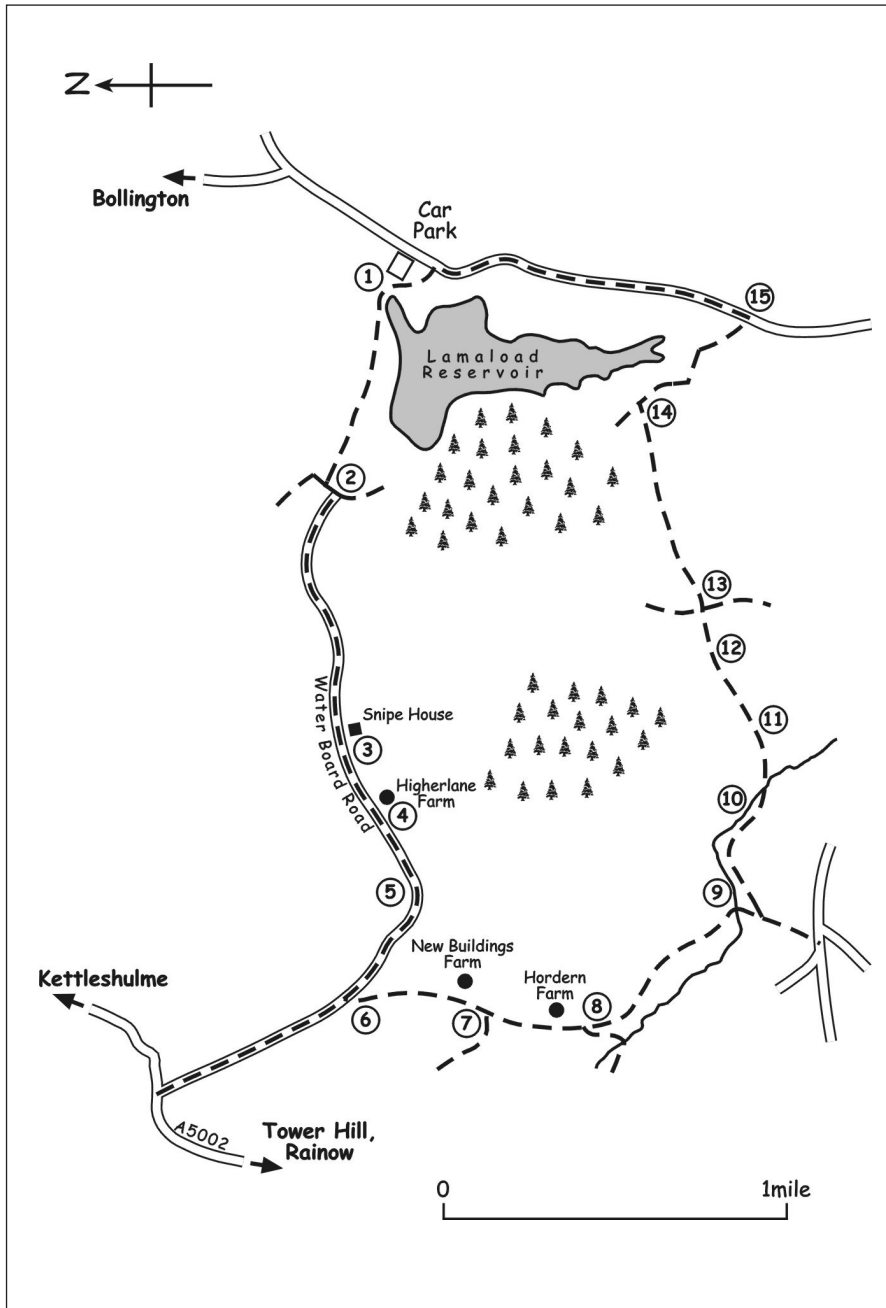 N
Bollington
Car
Park
1
15
Lamaload
Reservoir
14
2
13
12
Water Board Road
Snipe House
3
11
Higherlane
Farm
4
10
5
9
New Buildings
Farm
Hordern
Farm
Kettleshulme
6
7
8
A5002
Tower Hill,
Rainow
0
1mile